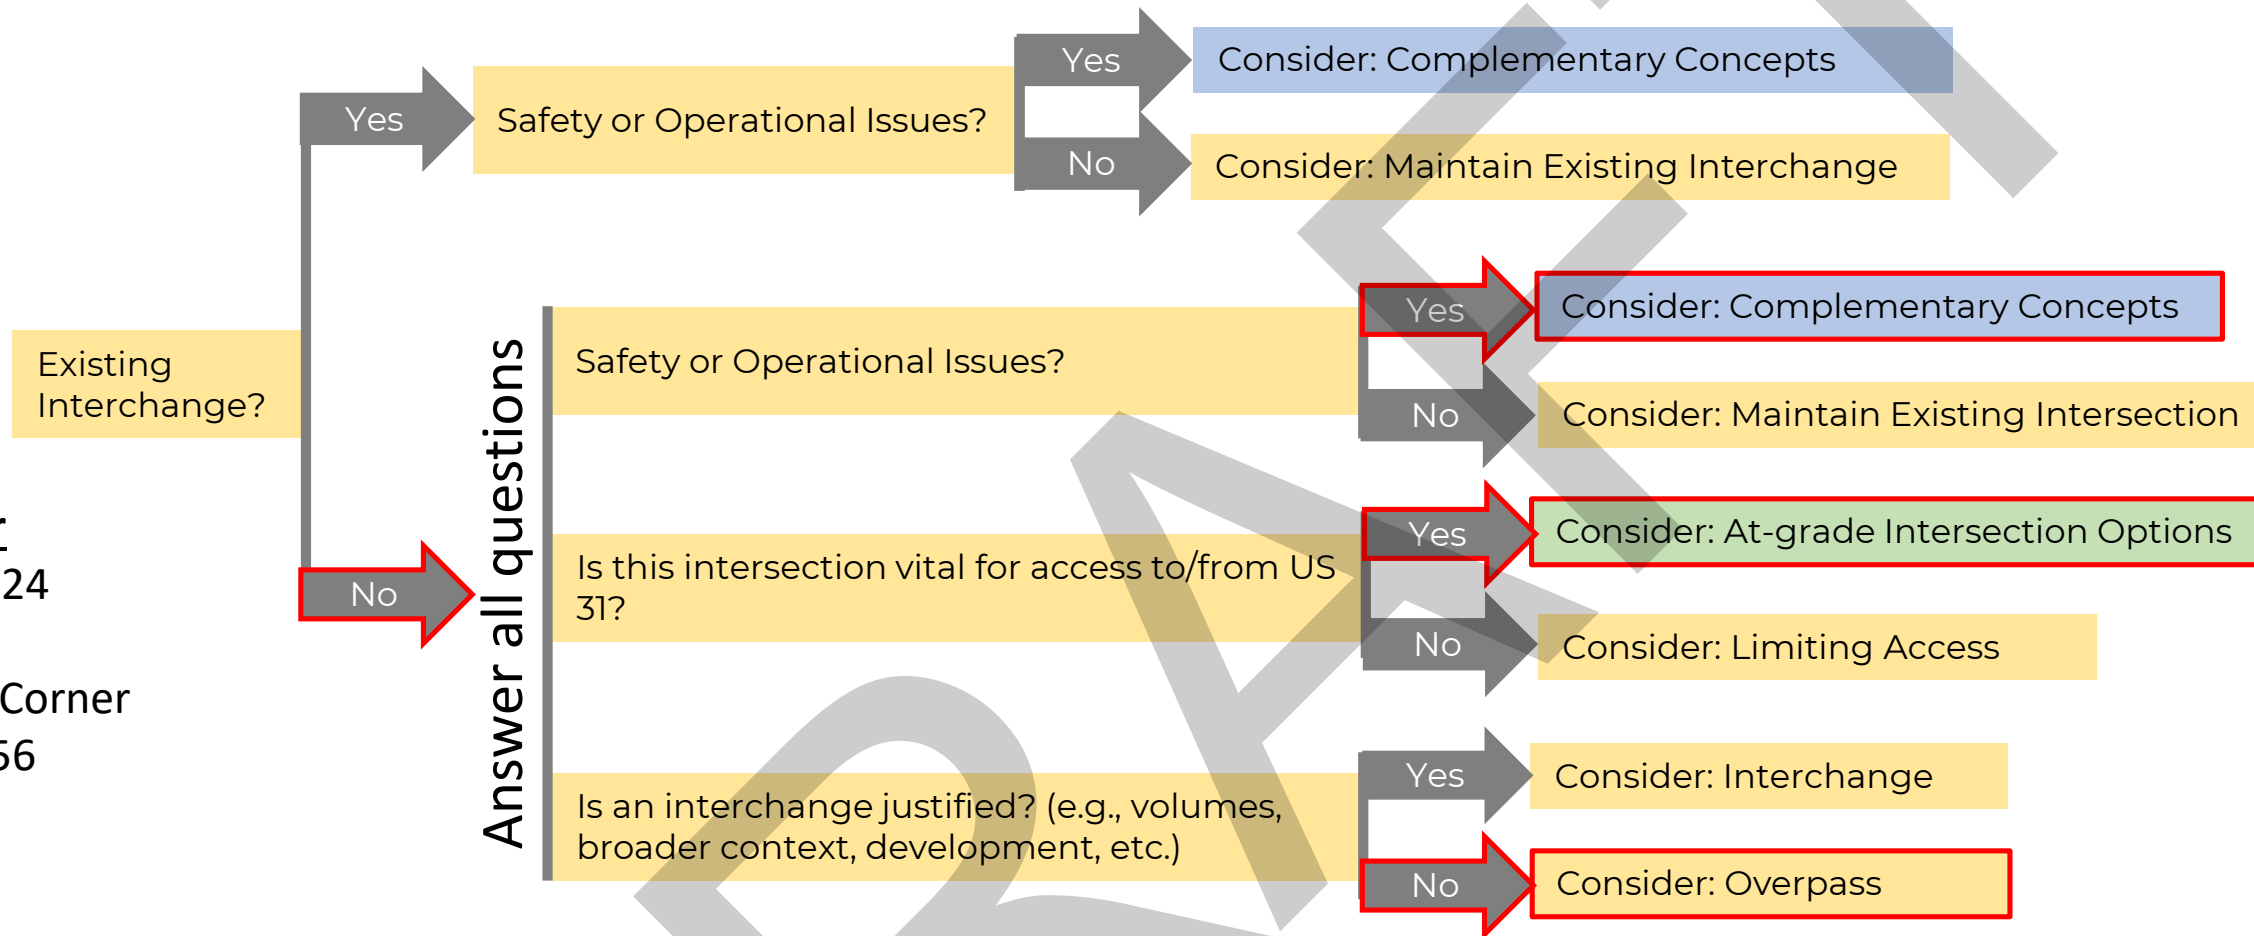 Yes
Safety or Operational Issues?
Yes
Consider: Complementary Concepts
No
Consider: Maintain Existing Interchange
Existing
Interchange?
No
Answer all questions
Safety or Operational Issues?
Yes
Consider: Complementary Concepts
No
Consider: Maintain Existing Intersection
Is this intersection vital for access to/from US
31?
Yes
Consider: At-grade Intersection Options
No
Consider: Limiting Access
Is an interchange justified? (e.g., volumes,
broader context, development, etc.)
Yes
Consider: Interchange
No
Consider: Overpass
24
Corner
56